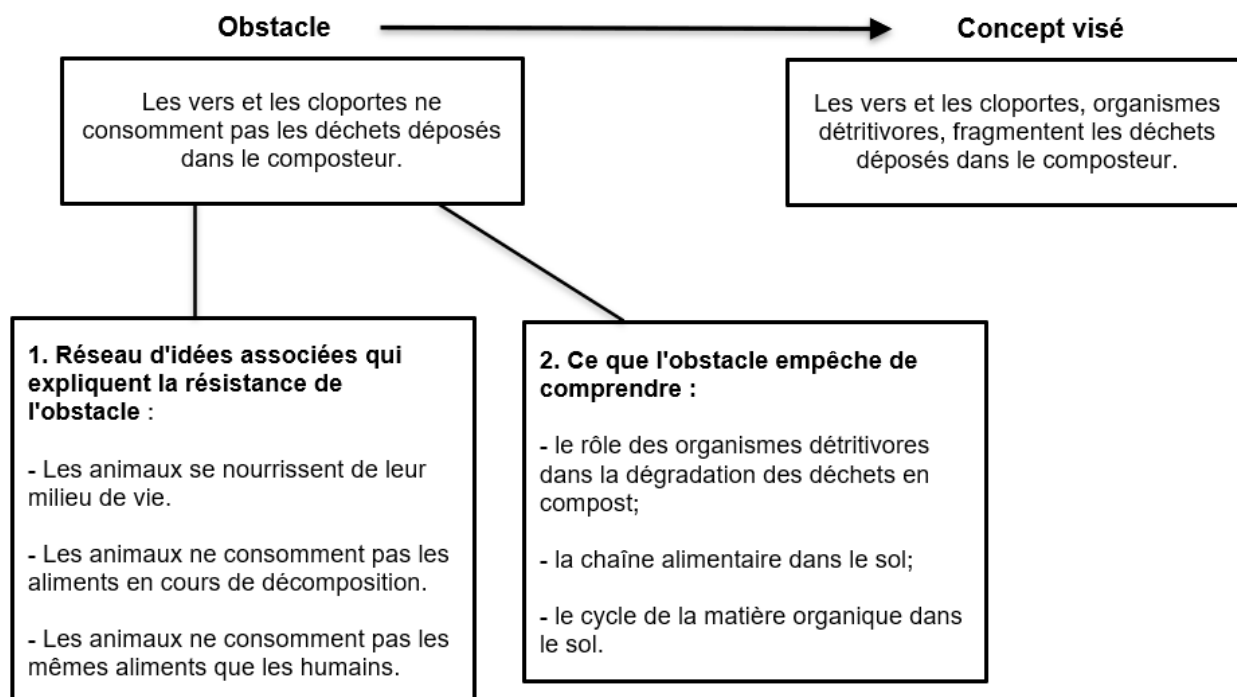 Obstacle
Concept visé
Les vers et les cloportes ne
consomment pas les déchets déposés
dans le composteur.
Les vers et les cloportes, organismes
détritivores, fragmentent les déchets
déposés dans le composteur.
1. Réseau d'idées associées qui
expliquent la résistance de
l'obstacle :
- Les animaux se nourrissent de leur
milieu de vie.
- Les animaux ne consomment pas les
aliments en cours de décomposition.
- Les animaux ne consomment pas les
mêmes aliments que les humains.
2. Ce que l'obstacle empêche de
comprendre :
- le rôle des organismes détritivores
dans la dégradation des déchets en
compost;
- la chaîne alimentaire dans le sol;
- le cycle de la matière organique dans
le sol.